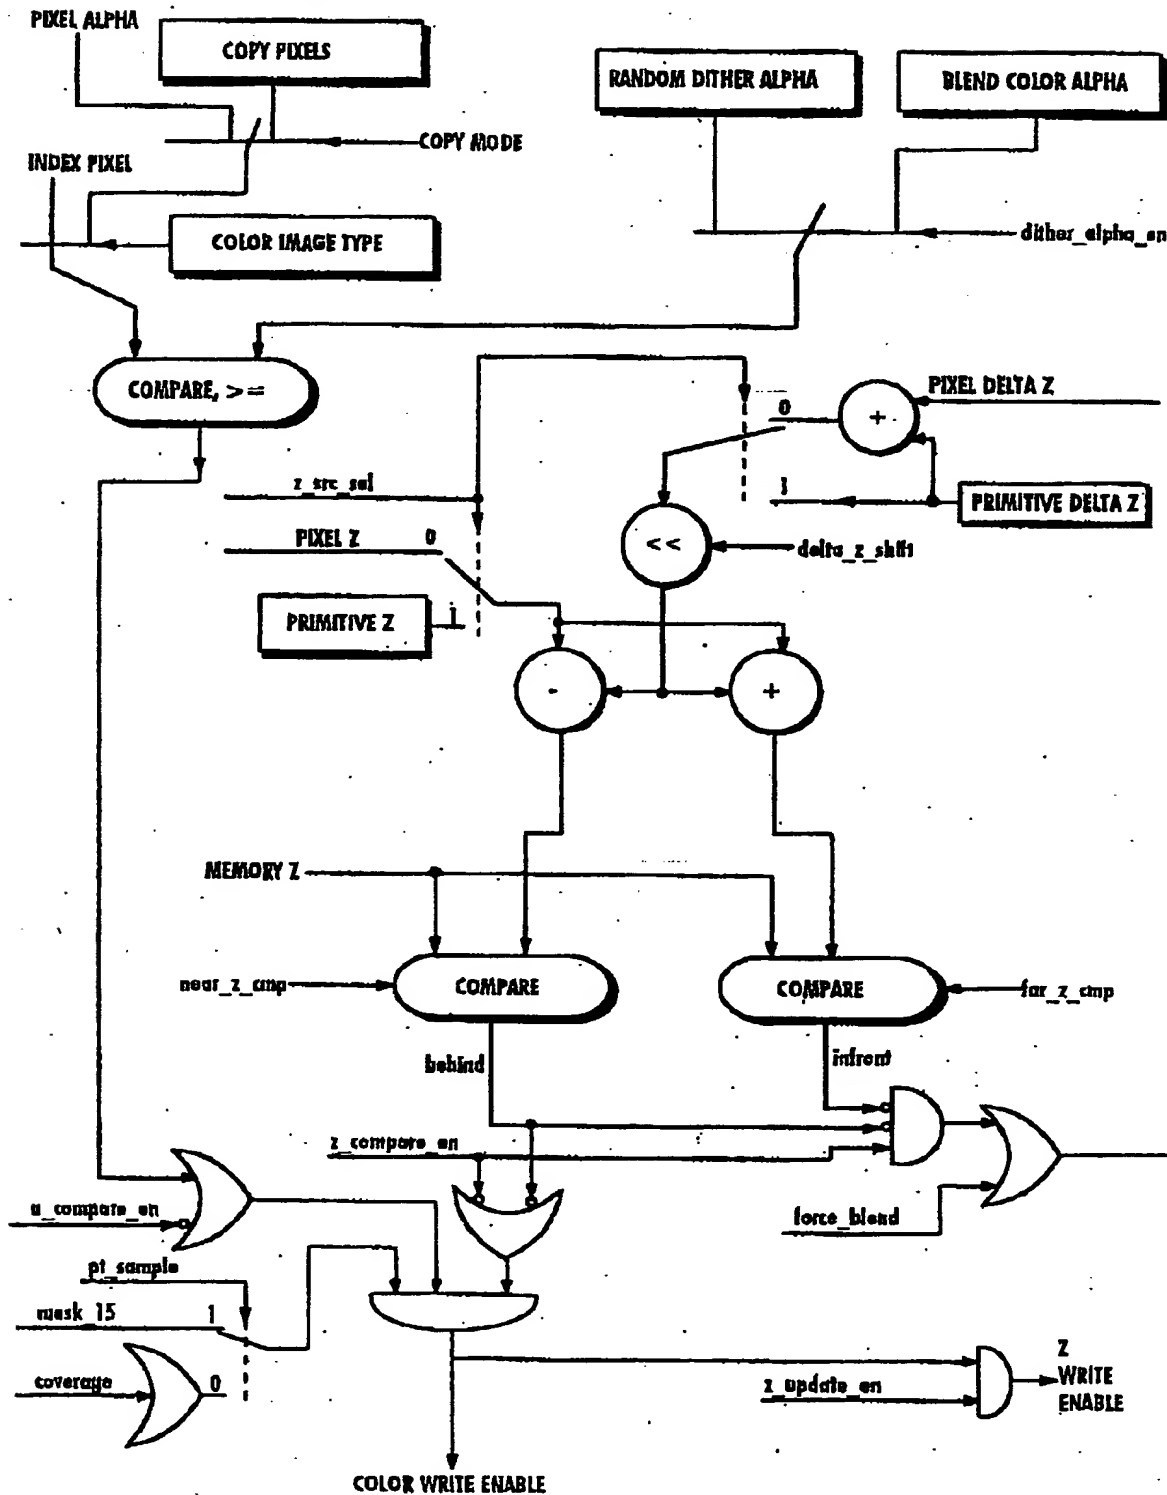 PIXEL ALPHA
COPY PIXELS
RANDOM DITHER ALPHA
BLEND COLOR ALPHA
COPY MODE
INDEX PIXEL
COLOR IMAGE TYPE
dither_alpha_en
COMPARE, >=
PIXEL DELTA Z
0
+
z_src_sel
1
PRIMITIVE DELTA Z
PIXEL Z
0
<<
delta_z_shift
PRIMITIVE Z
1
-
+
MEMORY Z
near_z_cmp
COMPARE
COMPARE
far_z_cmp
behind
infront
z_compare_en
a_compare_en
force_blend
pt_sample
mask_15
1
coverage
0
z_update_en
Z
WRITE
ENABLE
COLOR WRITE ENABLE